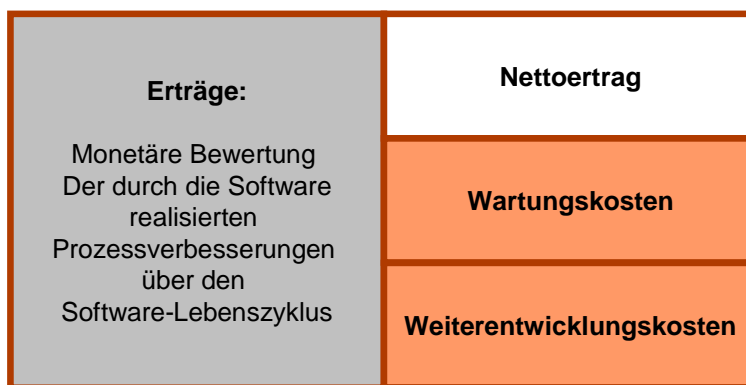 Erträge:
Monetäre Bewertung
Der durch die Software
realisierten
Prozessverbesserungen
über den
Software-Lebenszyklus
Nettoertrag
Wartungskosten
Weiterentwicklungskosten